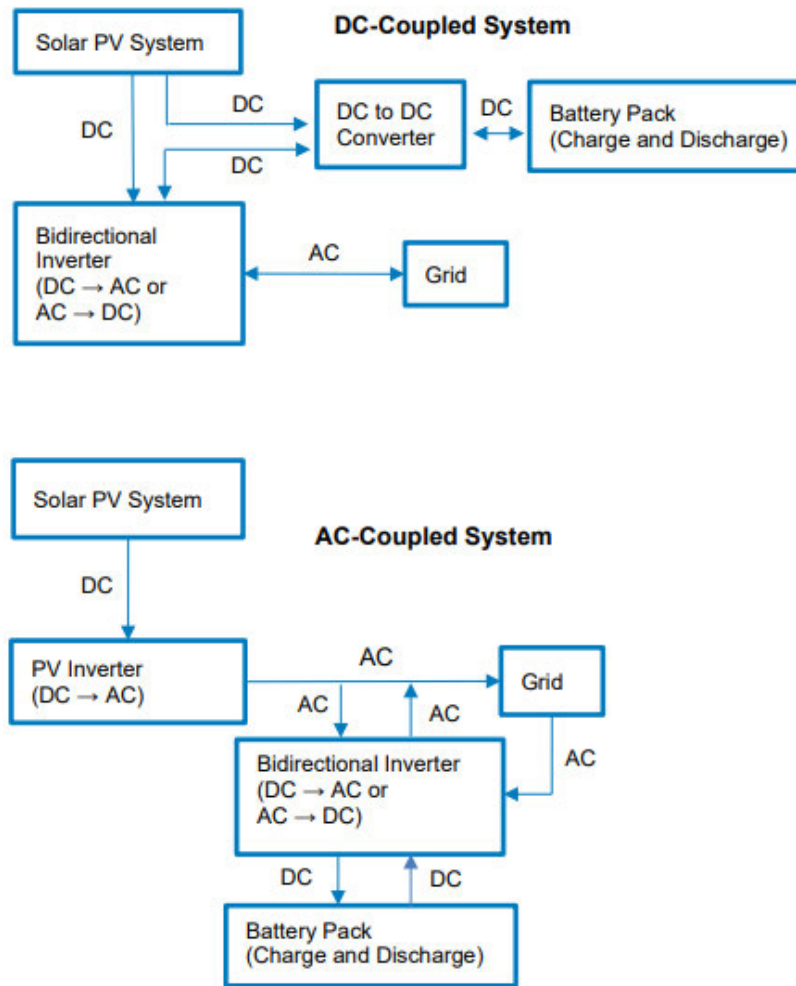 DC-Coupled System
Solar PV System
DC
DC
DC
DC to DC
Converter
DC
Battery Pack
(Charge and Discharge)
Bidirectional
Inverter
(DC → AC or
AC → DC)
AC
Grid
Solar PV System
AC-Coupled System
DC
PV Inverter
(DC → AC)
AC
Grid
AC
AC
AC
Bidirectional Inverter
(DC → AC or
AC → DC)
DC
DC
Battery Pack
(Charge and Discharge)